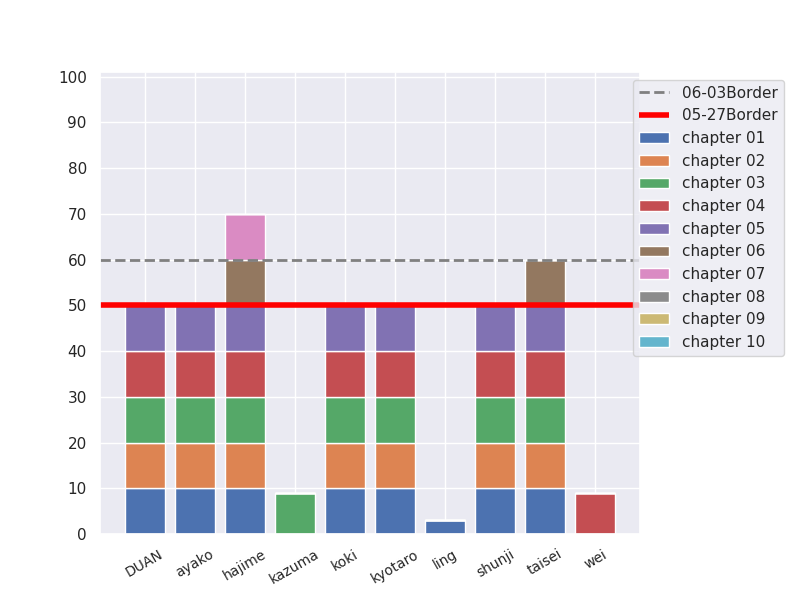 100
90
80
70
60
50
40
30
20
10
0
DUAN
ayako
hajime
kazuma
koki
kyotaro
ling
shunji
taisei
wei
06-03Border
05-27Border
chapter 01
chapter 02
chapter 03
chapter 04
chapter 05
chapter 06
chapter 07
chapter 08
chapter 09
chapter 10